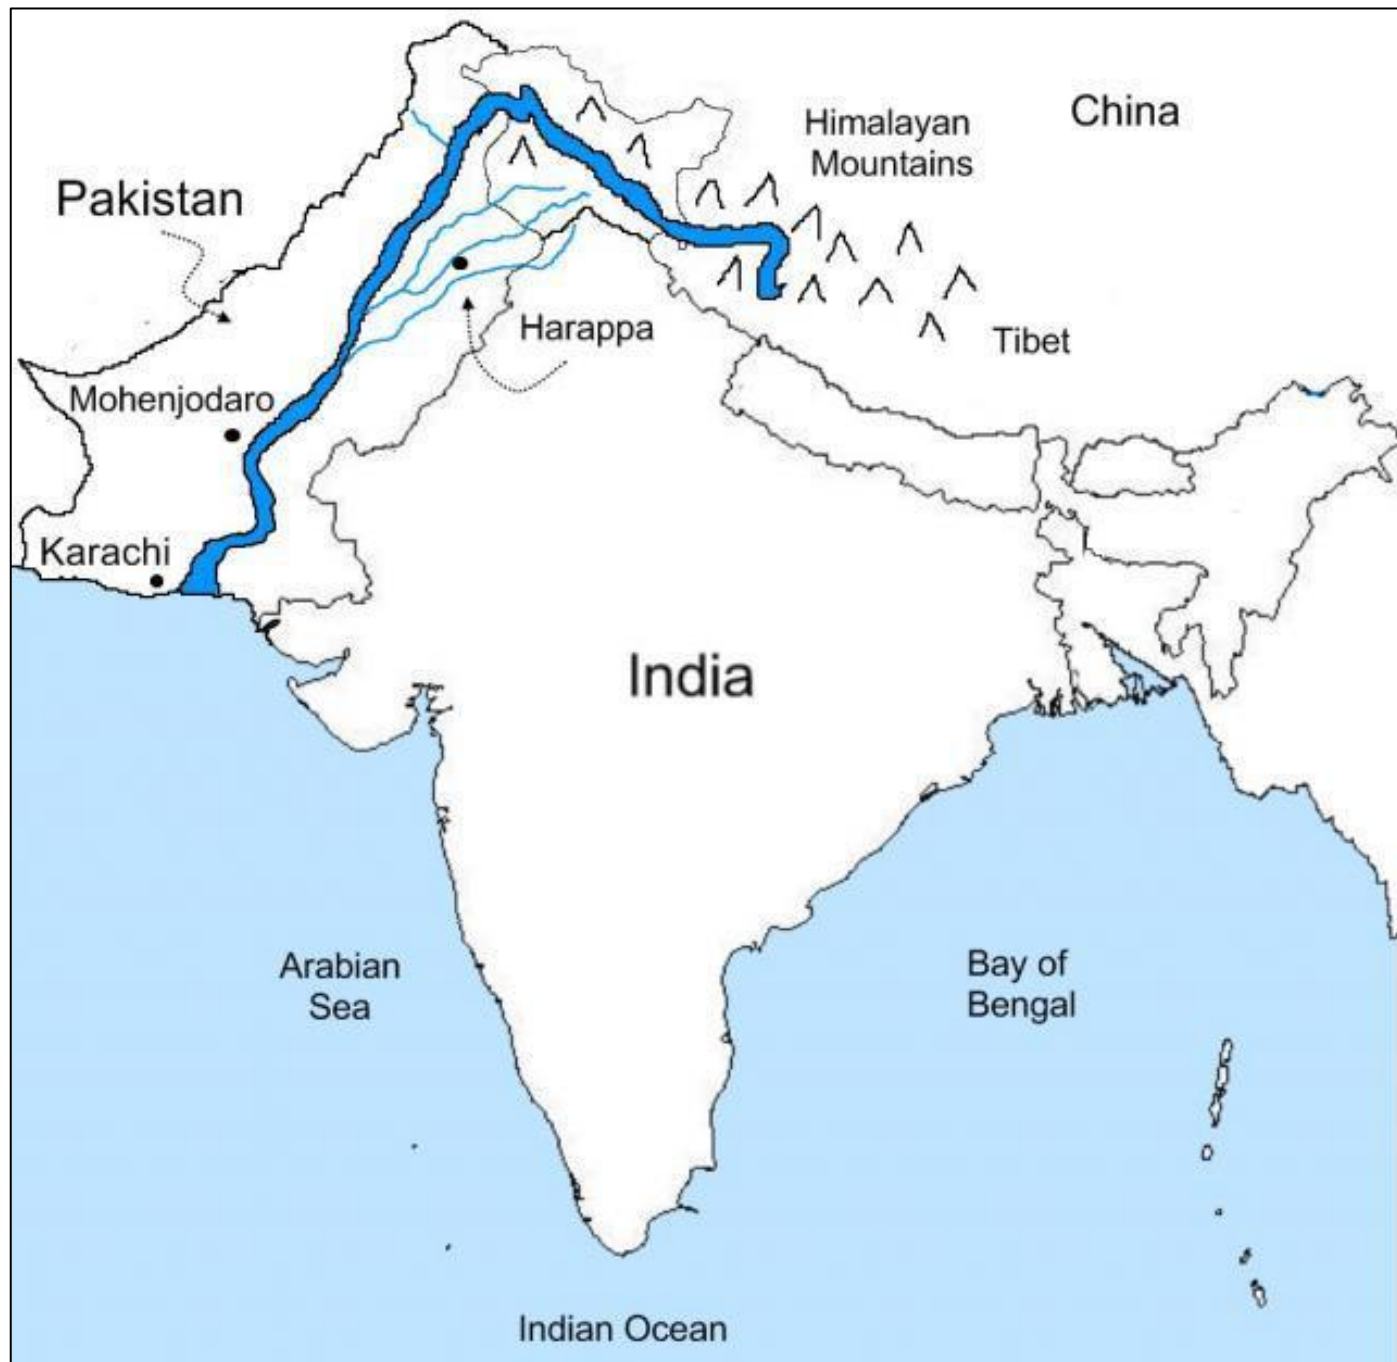 China
Himalayan
Mountains
Pakistan
Harappa
Tibet
Mohenjodaro
Karachi
India
Arabian
Sea
Bay of
Bengal
Indian Ocean